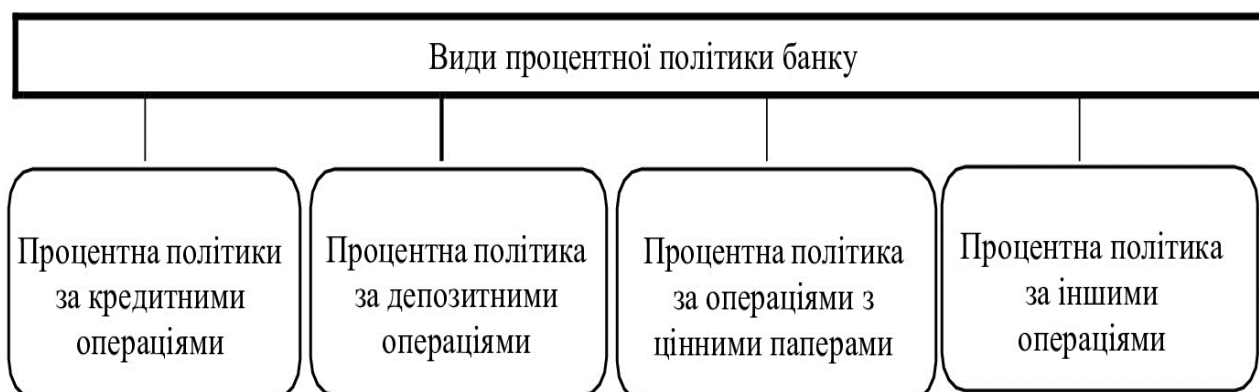 Види процентної політики банку
Процентна політики
за кредитними
операціями
Процентна політика
за депозитними
операціями
Процентна політика
за операціями з
цінними паперами
Процентна політика
за іншими
операціями